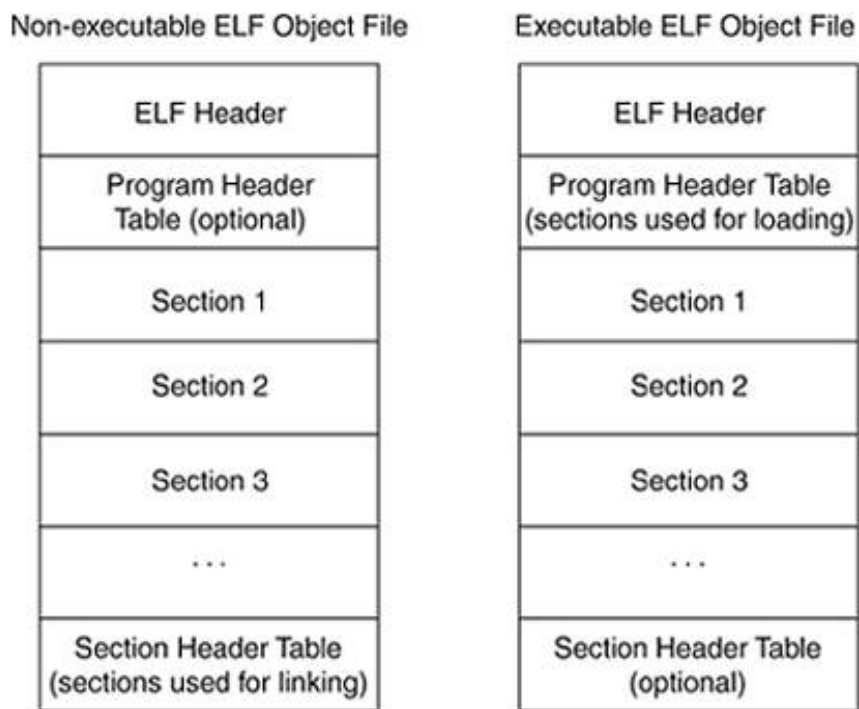 Non-executable ELF Object File
ELF Header
Program Header
Table (optional)
Section 1
Section 2
Section 3
...
Section Header Table
(sections used for linking)
Executable ELF Object File
ELF Header
Program Header Table
(sections used for loading)
Section 1
Section 2
Section 3
...
Section Header Table
(optional)